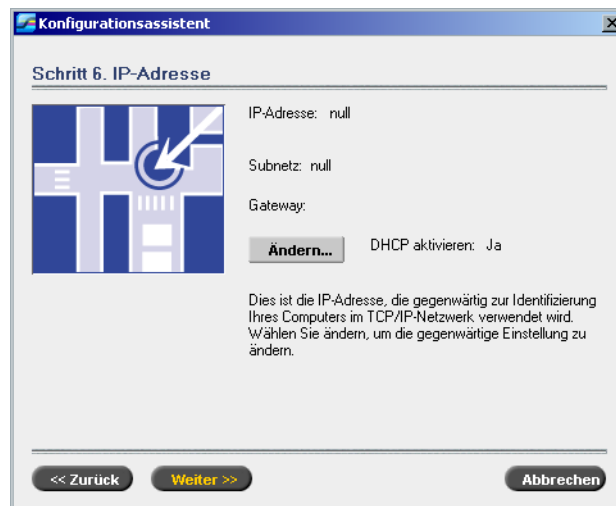 Konfigurationsassistent
Schritt 6. IP-Adresse
IP-Adresse: null
Subnetz: null
Gateway:
Ändern... DHCP aktivieren: Ja
Dies ist die IP-Adresse, die gegenwärtig zur Identifizierung
Ihres Computers im TCP/IP-Netzwerk verwendet wird.
Wählen Sie ändern, um die gegenwärtige Einstellung zu
ändern.
<< Zurück Weiter >> Abbrechen